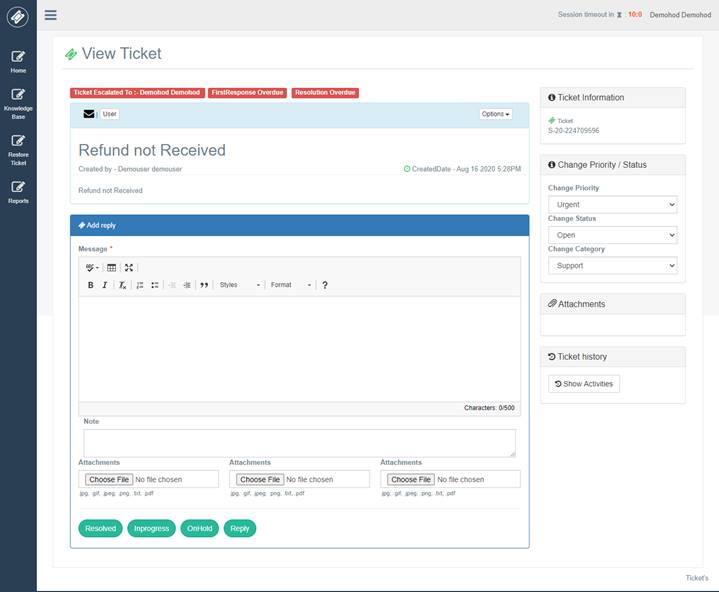 Session timeout in : 10:0 Demohod Demohod
Home
Knowledge
Base
Restore
Ticket
Reports
View Ticket
Ticket Escalated To :- Demohod Demohod FirstResponse Overdue Resolution Overdue
User Options
Refund not Received
Created by - Demouser demouser CreatedDate - Aug 16 2020 5:28PM
Refund not Received
Add reply
Message *
B I Tx Styles Format ?
Characters: 0/500
Note
Attachments Attachments Attachments
Choose File No file chosen Choose File No file chosen Choose File No file chosen
.jpg, .gif, .jpeg, .png, .txt, .pdf .jpg, .gif, .jpeg, .png, .txt, .pdf .jpg, .gif, .jpeg, .png, .txt, .pdf
Resolved Inprogress OnHold Reply
Ticket Information
Ticket
S-20-224709596
Change Priority / Status
Change Priority
Urgent
Change Status
Open
Change Category
Support
Attachments
Ticket history
Show Activities
Ticket's